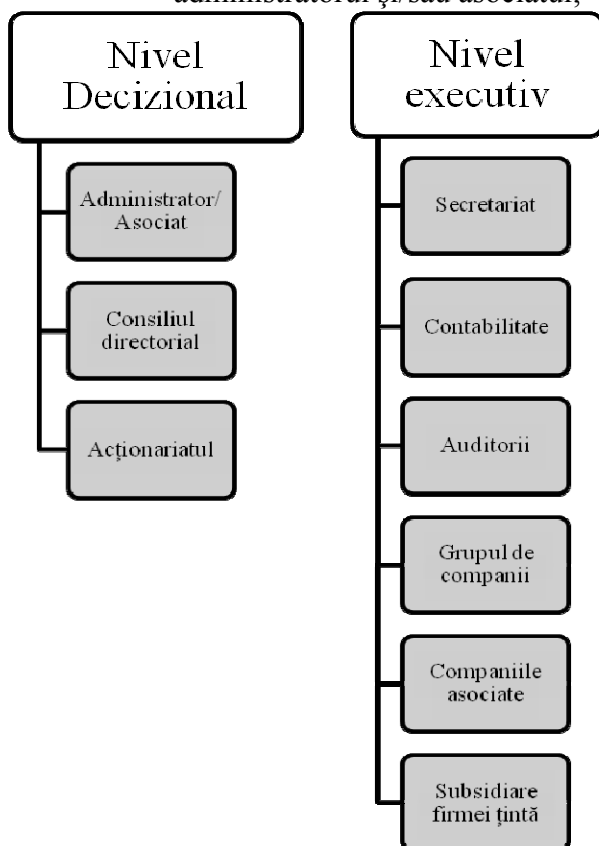 administratorul şi/sau asociatul;
Nivel
Decizional
Administrator/
Asociat
Consiliul
directorial
Acţionariatul
Nivel
executiv
Secretariat
Contabilitate
Auditorii
Grupul de
companii
Companiile
asociate
Subsidiare
firmei ţintă